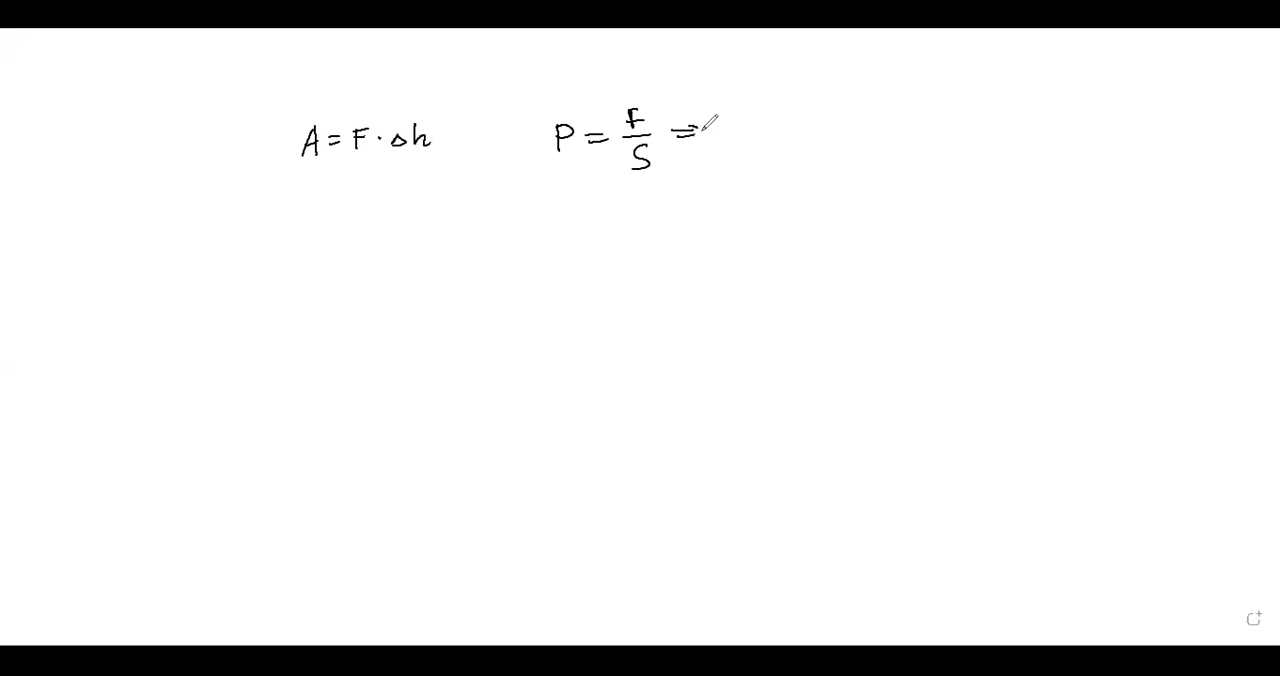 A = F · Δh P = F/S =